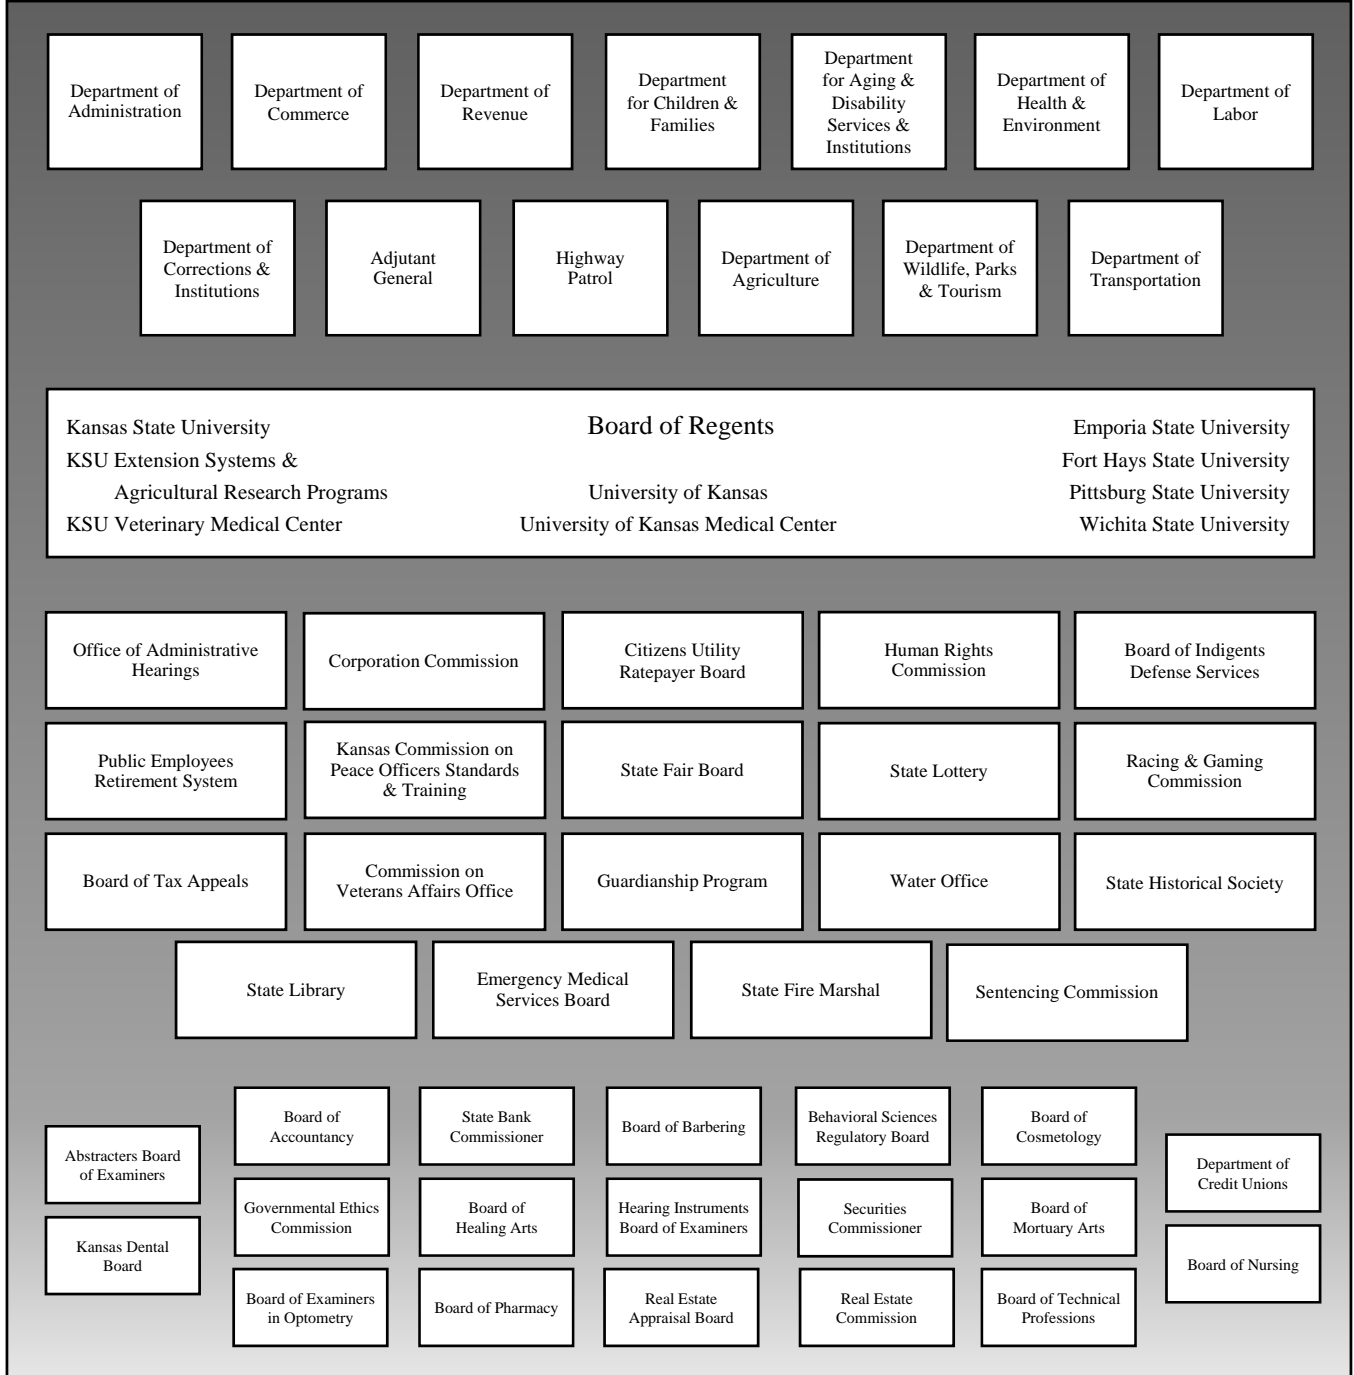 Department of
Administration
Department of
Commerce
Department of
Revenue
Department
for Children &
Families
Department
for Aging &
Disability
Services &
Institutions
Department of
Health &
Environment
Department of
Labor
Department of
Corrections &
Institutions
Adjutant
General
Highway
Patrol
Department of
Agriculture
Department of
Wildlife, Parks
& Tourism
Department of
Transportation
Board of Regents
Kansas State University
KSU Extension Systems &
Agricultural Research Programs
KSU Veterinary Medical Center
University of Kansas
University of Kansas Medical Center
Emporia State University
Fort Hays State University
Pittsburg State University
Wichita State University
Office of Administrative
Hearings
Corporation Commission
Citizens Utility
Ratepayer Board
Human Rights
Commission
Board of Indigents
Defense Services
Public Employees
Retirement System
Kansas Commission on
Peace Officers Standards
& Training
State Fair Board
State Lottery
Racing & Gaming
Commission
Board of Tax Appeals
Commission on
Veterans Affairs Office
Guardianship Program
Water Office
State Historical Society
State Library
Emergency Medical
Services Board
State Fire Marshal
Sentencing Commission
Abstracters Board
of Examiners
Board of
Accountancy
State Bank
Commissioner
Board of Barbering
Behavioral Sciences
Regulatory Board
Board of
Cosmetology
Department of
Credit Unions
Kansas Dental
Board
Governmental Ethics
Commission
Board of
Healing Arts
Hearing Instruments
Board of Examiners
Securities
Commissioner
Board of
Mortuary Arts
Board of Nursing
Board of Examiners
in Optometry
Board of Pharmacy
Real Estate
Appraisal Board
Real Estate
Commission
Board of Technical
Professions